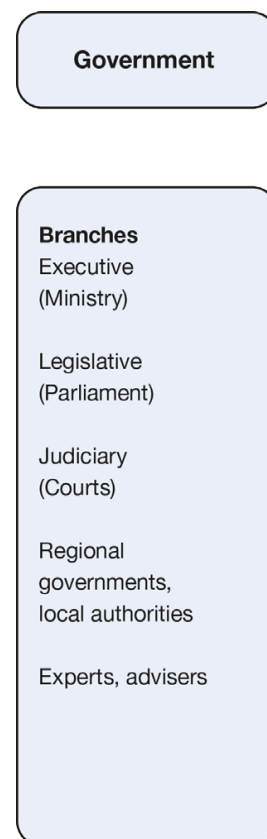 Government
Branches
Executive
(Ministry)
Legislative
(Parliament)
Judiciary
(Courts)
Regional
governments,
local authorities
Experts, advisers